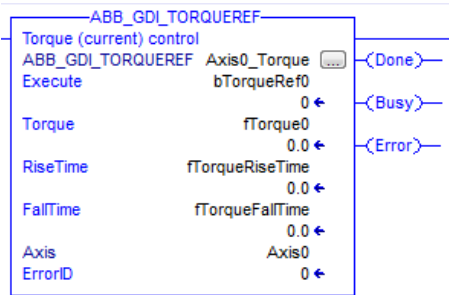 ABB_GDI_TORQUEREF
Torque (current) control
ABB_GDI_TORQUEREF Axis0_Torque ... (Done)
Execute bTorqueRef0
0 (Busy)
Torque fTorque0
0.0 (Error)
RiseTime fTorqueRiseTime
0.0
FallTime fTorqueFallTime
0.0
Axis Axis0
ErrorID 0